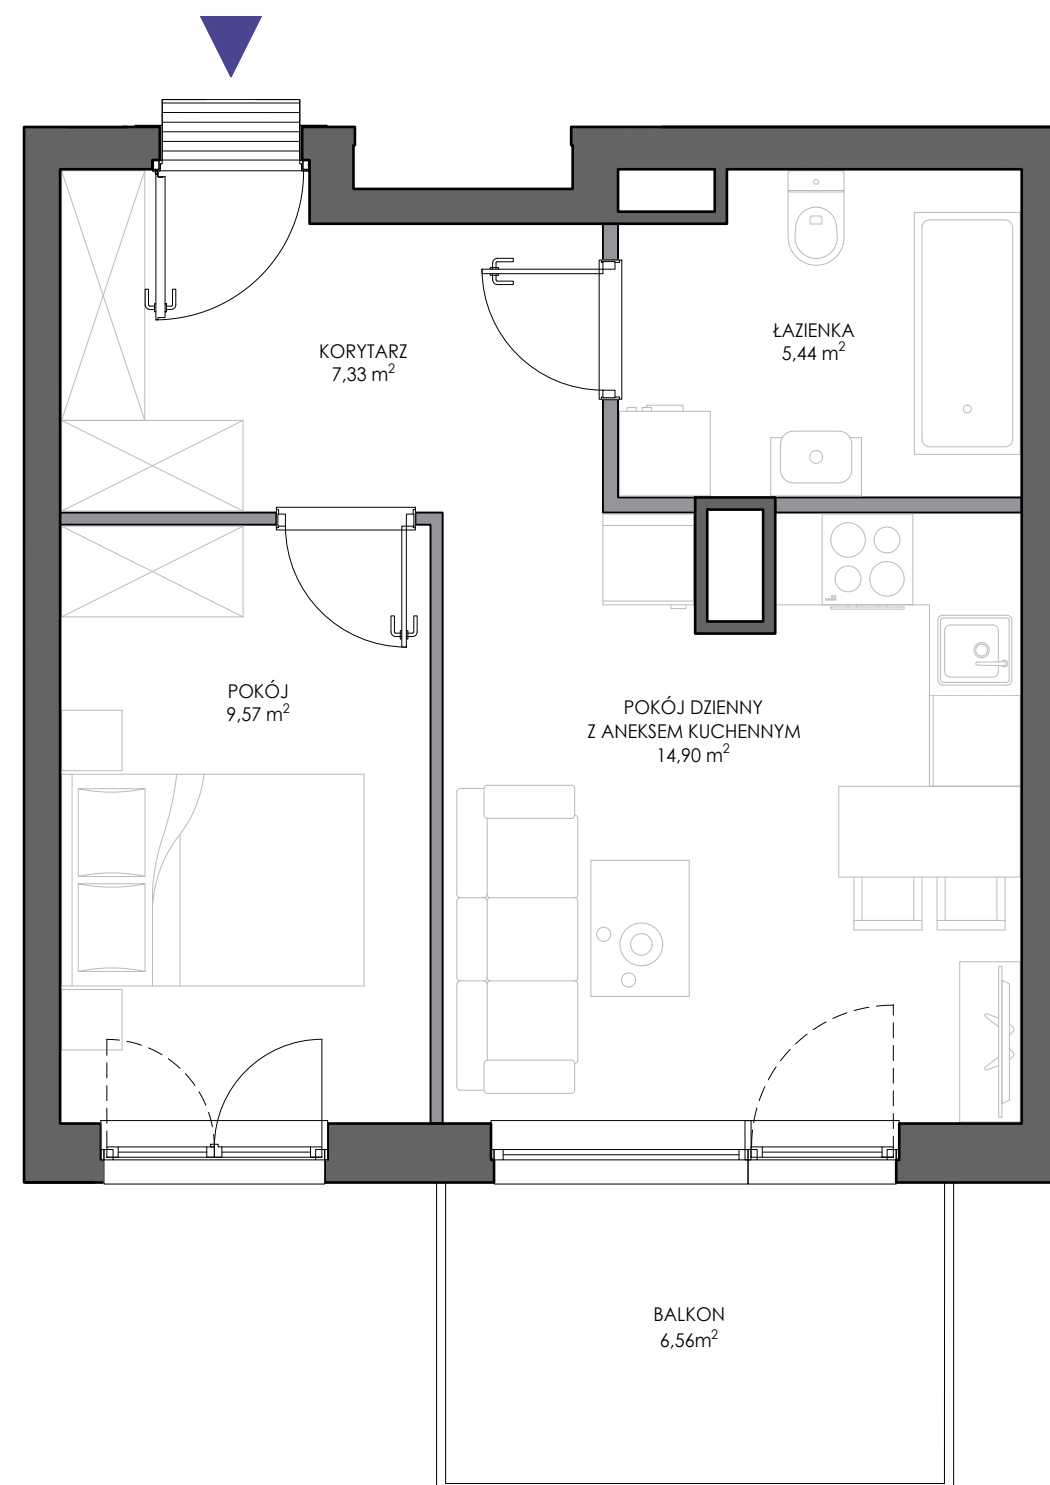 KORYTARZ
7,33 m²
ŁAZIENKA
5,44 m²
POKÓJ
9,57 m²
POKÓJ DZIENNY
Z ANEKSEM KUCHENNYM
14,90 m²
BALKON
6,56m²